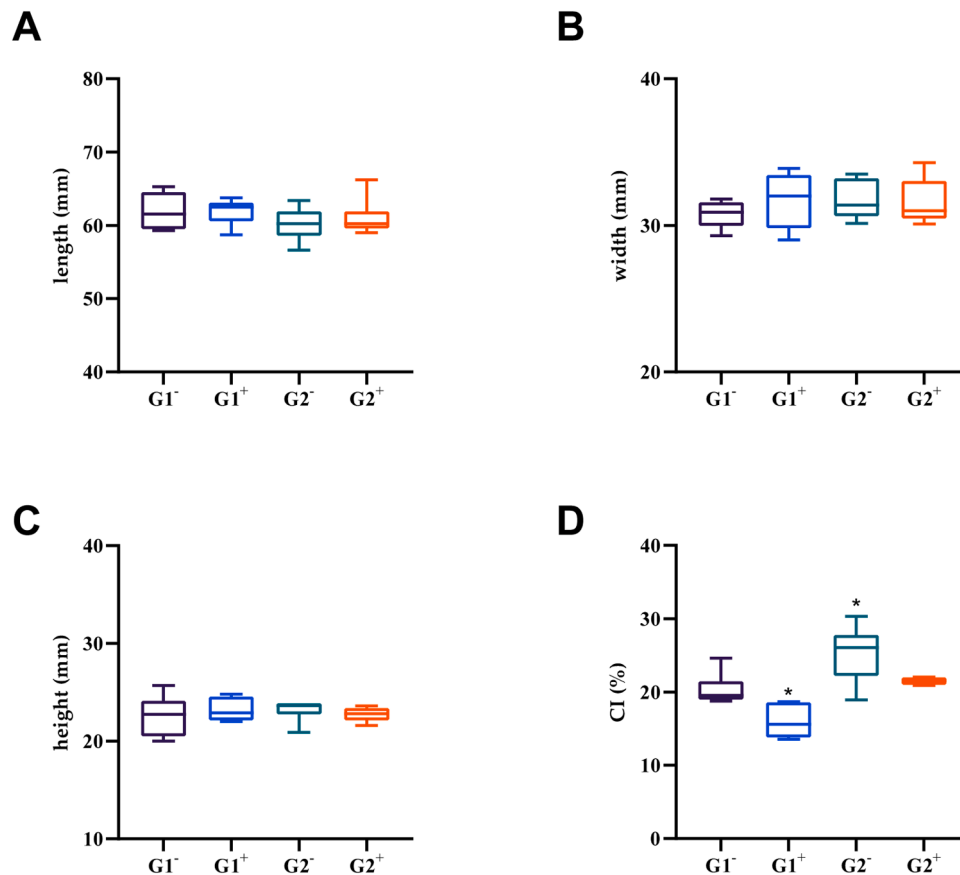 A
length (mm)
80
70
60
50
40
G1⁻ G1⁺ G2⁻ G2⁺
B
width (mm)
40
30
20
G1⁻ G1⁺ G2⁻ G2⁺
C
height (mm)
40
30
20
10
G1⁻ G1⁺ G2⁻ G2⁺
D
CI (%)
40
30
20
10
0
*
*
G1⁻ G1⁺ G2⁻ G2⁺